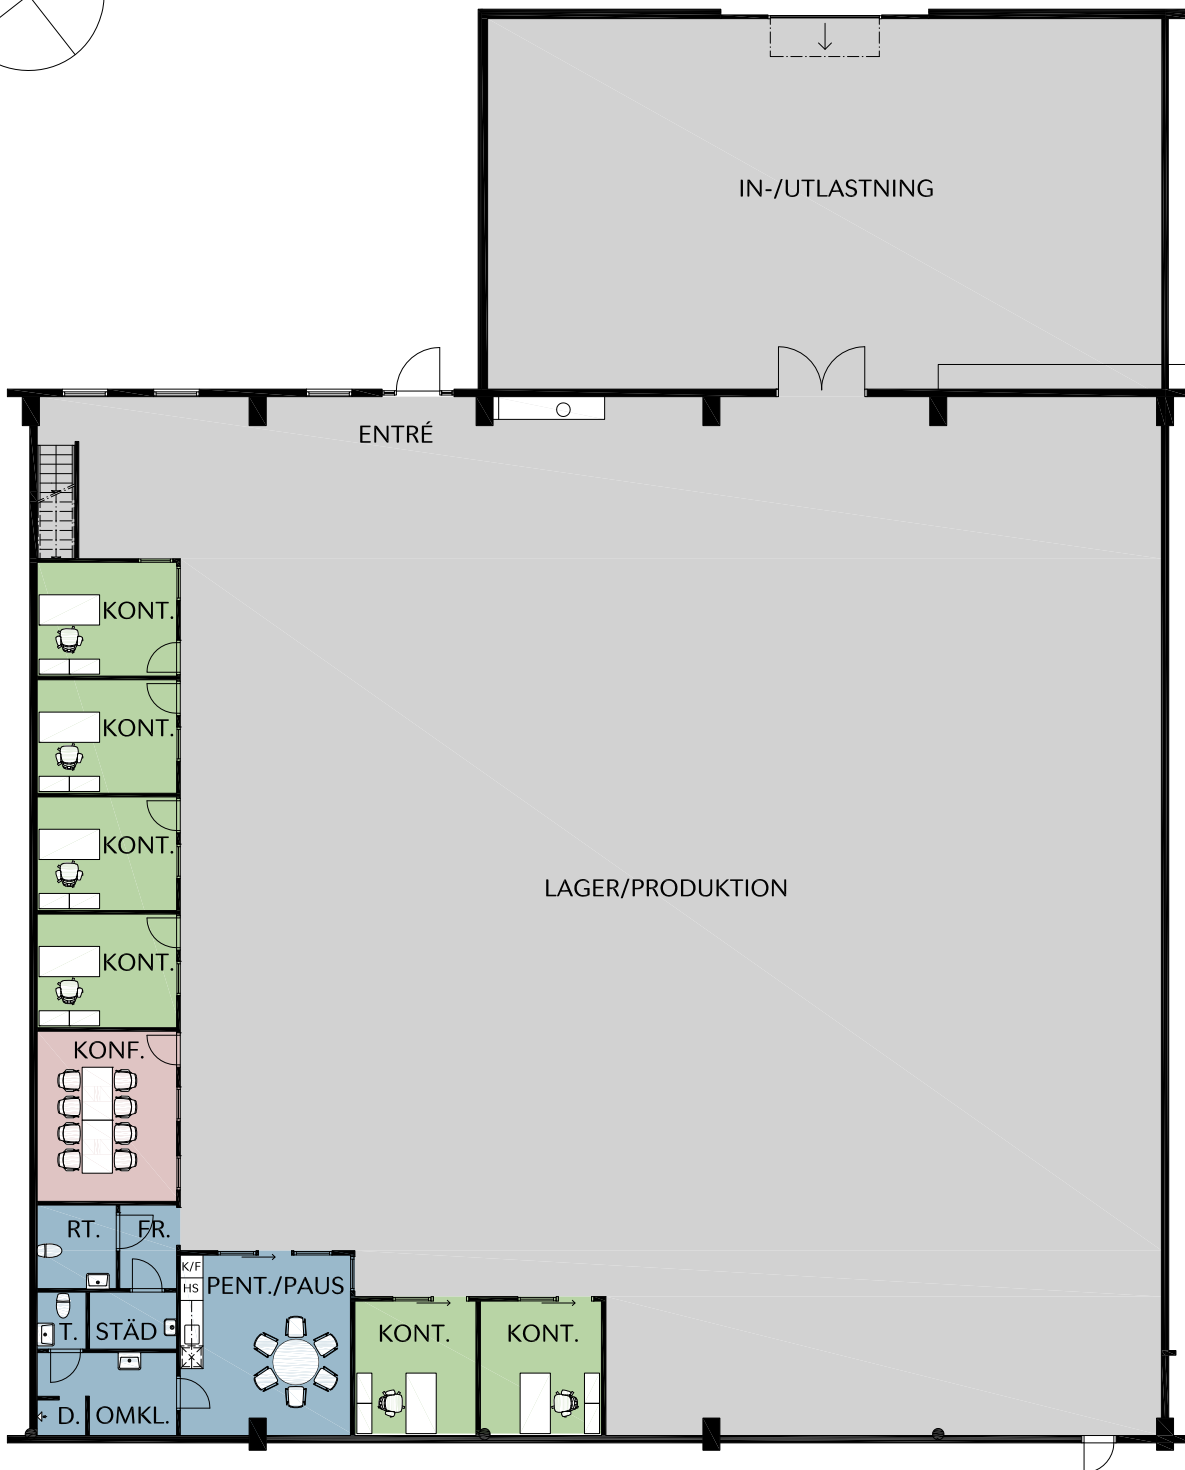 IN-/UTLASTNING
ENTRÉ
KONT.
KONT.
KONT.
LAGER/PRODUKTION
KONT.
KONF.
RT.
FR.
K/F
HS
PENT./PAUS
T.
STÄD
KONT.
KONT.
D.
OMKL.